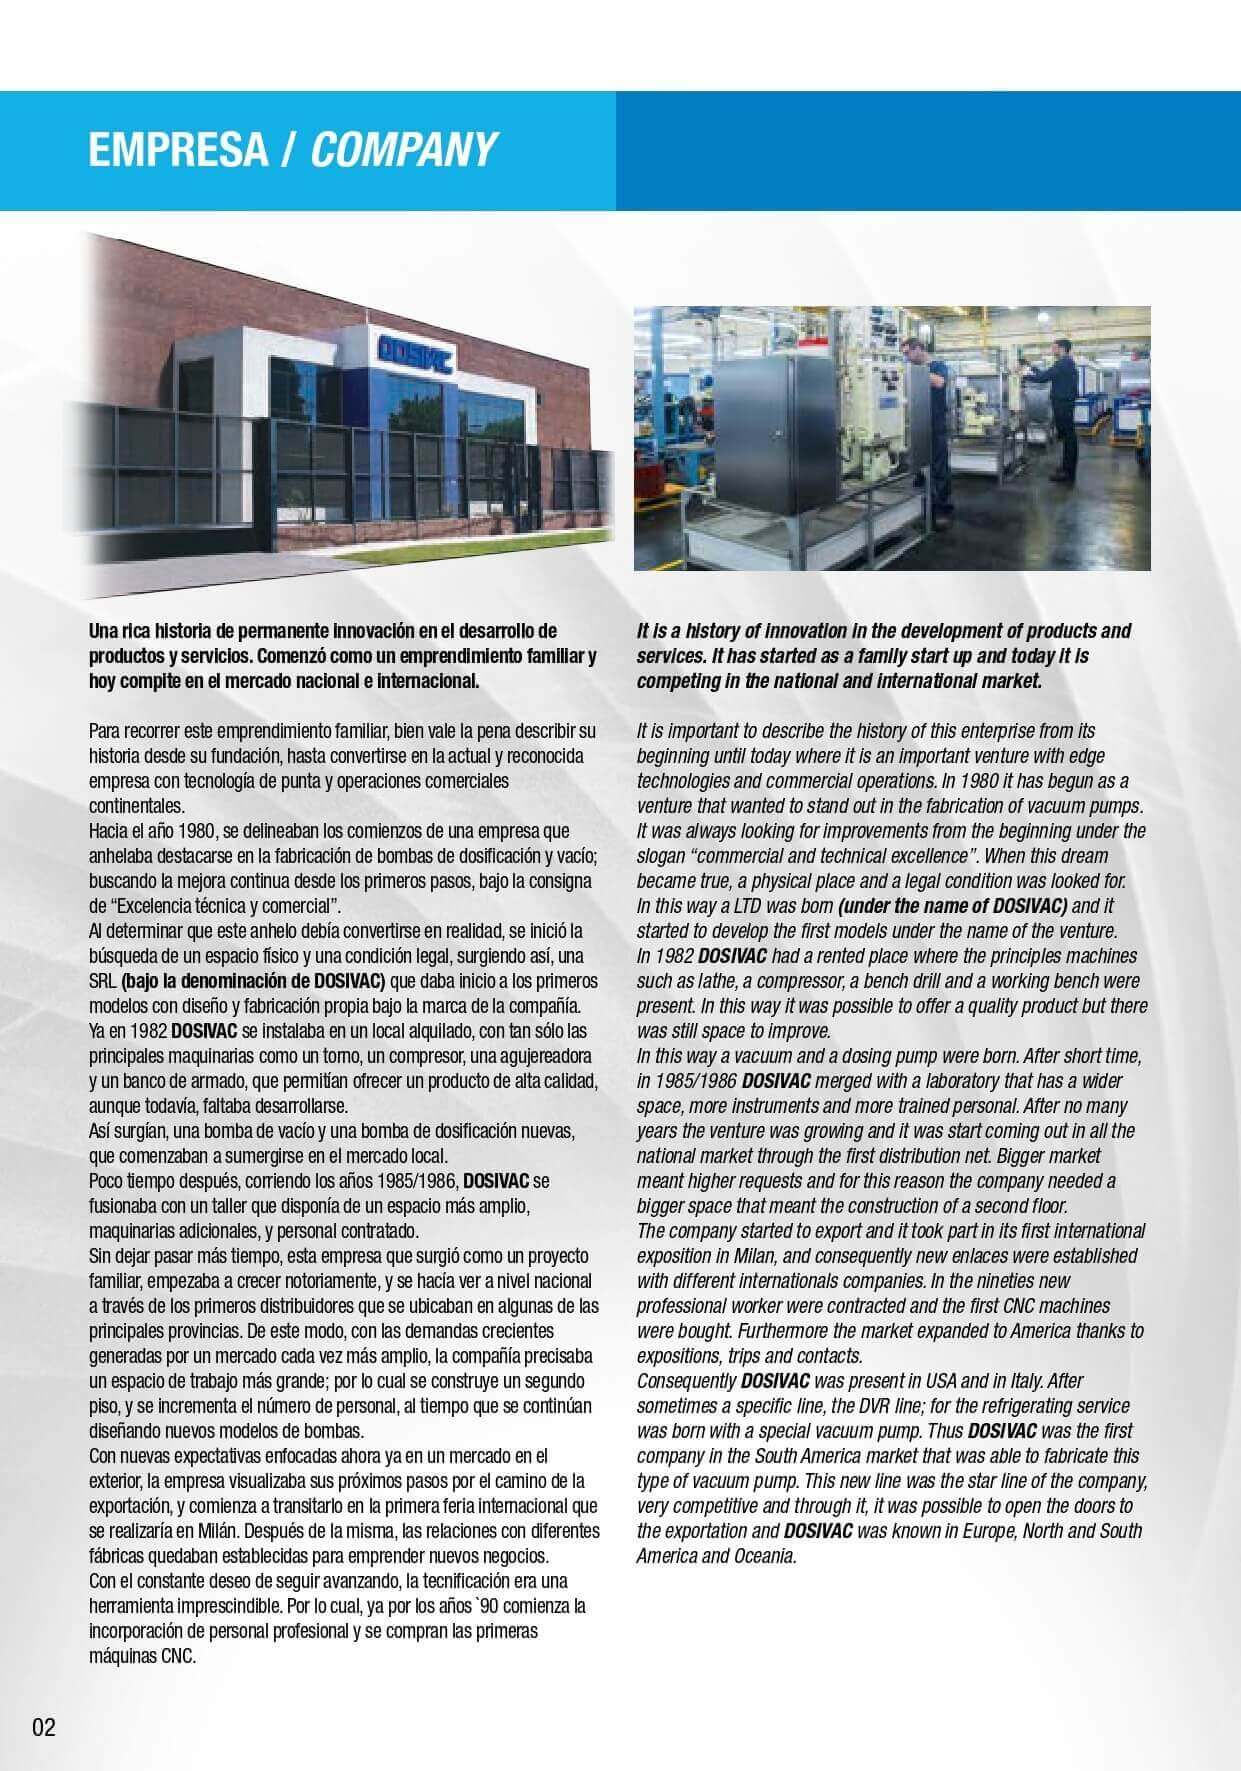 EMPRESA / COMPANY
DOSIVAC
Una rica historia de permanente innovación en el desarrollo de
productos y servicios. Comenzó como un emprendimiento familiar y
hoy compite en el mercado nacional e internacional.
Para recorrer este emprendimiento familiar, bien vale la pena describir su
historia desde su fundación, hasta convertirse en la actual y reconocida
empresa con tecnología de punta y operaciones comerciales
continentales.
Hacia el año 1980, se delineaban los comienzos de una empresa que
anhelaba destacarse en la fabricación de bombas de dosificación y vacío;
buscando la mejora continua desde los primeros pasos, bajo la consigna
de “Excelencia técnica y comercial”.
Al determinar que este anhelo debía convertirse en realidad, se inició la
búsqueda de un espacio físico y una condición legal, surgiendo así, una
SRL (bajo la denominación de DOSIVAC) que daba inicio a los primeros
modelos con diseño y fabricación propia bajo la marca de la compañía.
Ya en 1982 DOSIVAC se instalaba en un local alquilado, con tan sólo las
principales maquinarias como un torno, un compresor, una agujereadora
y un banco de armado, que permitían ofrecer un producto de alta calidad,
aunque todavía, faltaba desarrollarse.
Así surgían, una bomba de vacío y una bomba de dosificación nuevas,
que comenzaban a sumergirse en el mercado local.
Poco tiempo después, corriendo los años 1985/1986, DOSIVAC se
fusionaba con un taller que disponía de un espacio más amplio,
maquinarias adicionales, y personal contratado.
Sin dejar pasar más tiempo, esta empresa que surgió como un proyecto
familiar, empezaba a crecer notoriamente, y se hacía ver a nivel nacional
a través de los primeros distribuidores que se ubicaban en algunas de las
principales provincias. De este modo, con las demandas crecientes
generadas por un mercado cada vez más amplio, la compañía precisaba
un espacio de trabajo más grande; por lo cual se construye un segundo
piso, y se incrementa el número de personal, al tiempo que se continúan
diseñando nuevos modelos de bombas.
Con nuevas expectativas enfocadas ahora ya en un mercado en el
exterior, la empresa visualizaba sus próximos pasos por el camino de la
exportación, y comienza a transitarlo en la primera feria internacional que
se realizaría en Milán. Después de la misma, las relaciones con diferentes
fábricas quedaban establecidas para emprender nuevos negocios.
Con el constante deseo de seguir avanzando, la tecnificación era una
herramienta imprescindible. Por lo cual, ya por los años `90 comienza la
incorporación de personal profesional y se compran las primeras
máquinas CNC.
It is a history of innovation in the development of products and
services. It has started as a family start up and today it is
competing in the national and international market.
It is important to describe the history of this enterprise from its
beginning until today where it is an important venture with edge
technologies and commercial operations. In 1980 it has begun as a
venture that wanted to stand out in the fabrication of vacuum pumps.
It was always looking for improvements from the beginning under the
slogan “commercial and technical excellence”. When this dream
became true, a physical place and a legal condition was looked for.
In this way a LTD was born (under the name of DOSIVAC) and it
started to develop the first models under the name of the venture.
In 1982 DOSIVAC had a rented place where the principles machines
such as lathe, a compressor, a bench drill and a working bench were
present. In this way it was possible to offer a quality product but there
was still space to improve.
In this way a vacuum and a dosing pump were born. After short time,
in 1985/1986 DOSIVAC merged with a laboratory that has a wider
space, more instruments and more trained personal. After no many
years the venture was growing and it was start coming out in all the
national market through the first distribution net. Bigger market
meant higher requests and for this reason the company needed a
bigger space that meant the construction of a second floor.
The company started to export and it took part in its first international
exposition in Milan, and consequently new enlaces were established
with different internationals companies. In the nineties new
professional worker were contracted and the first CNC machines
were bought. Furthermore the market expanded to America thanks to
expositions, trips and contacts.
Consequently DOSIVAC was present in USA and in Italy. After
sometimes a specific line, the DVR line; for the refrigerating service
was born with a special vacuum pump. Thus DOSIVAC was the first
company in the South America market that was able to fabricate this
type of vacuum pump. This new line was the star line of the company,
very competitive and through it, it was possible to open the doors to
the exportation and DOSIVAC was known in Europe, North and South
America and Oceania.
02